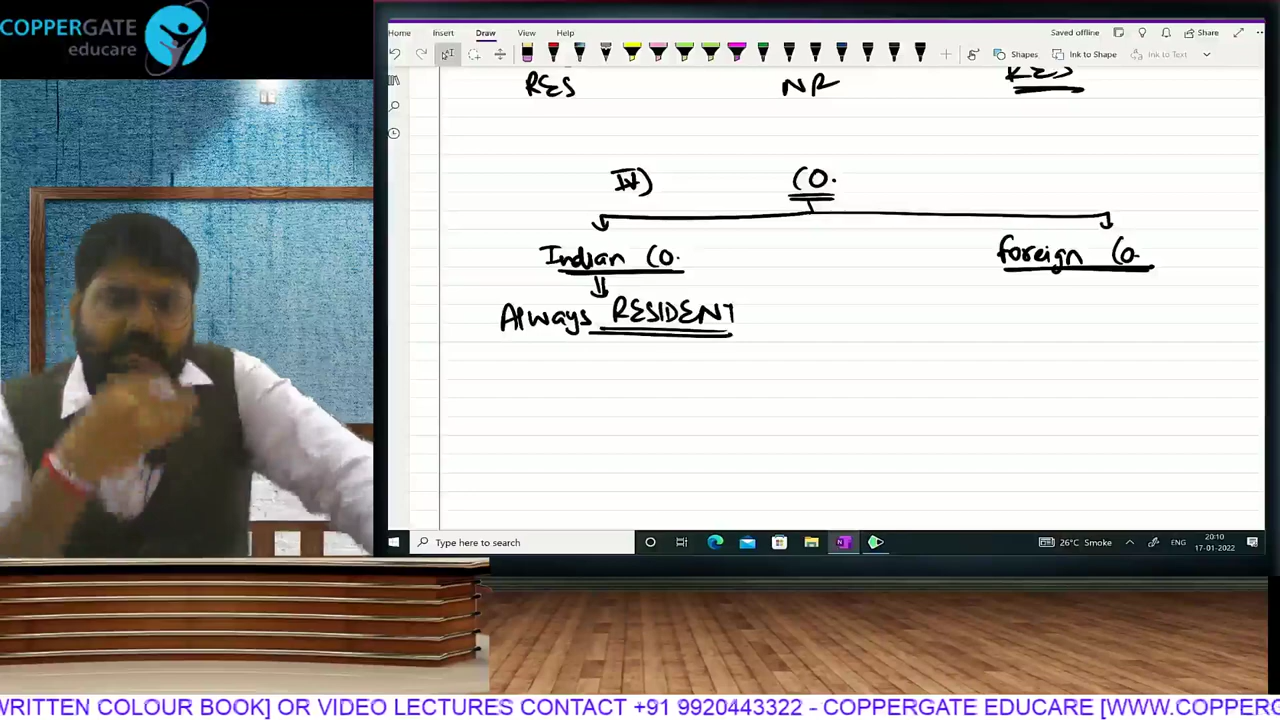 COPPERGATE
educare
Home Insert Draw View Help
Saved offline
Share
Shapes
Ink to Shape
Ink to Text
RES NR RES
IV) CO.
Indian CO. foreign CO.
Always RESIDENT
Type here to search
26°C Smoke
ENG
20:10
17-01-2022
WRITTEN COLOUR BOOK] OR VIDEO LECTURES CONTACT +91 9920443322 - COPPERGATE EDUCARE [WWW.COPPERG